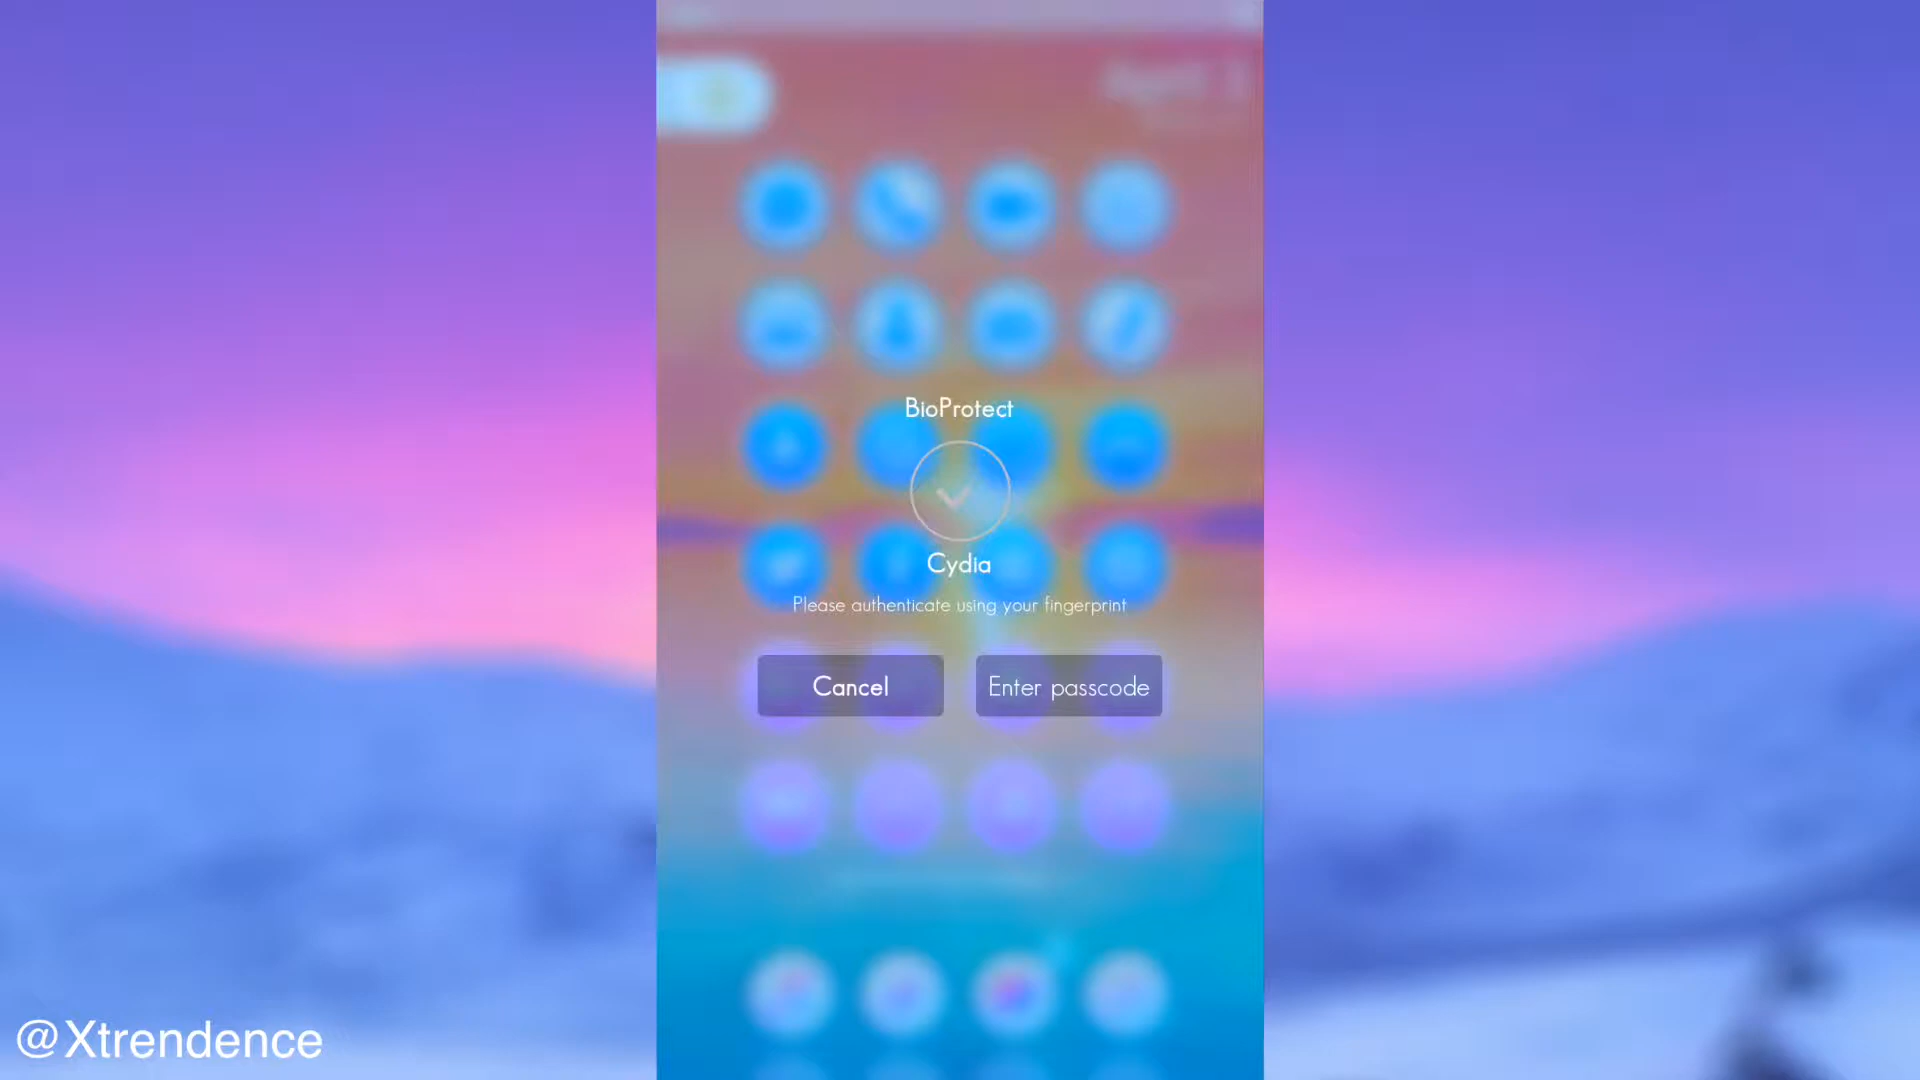 BioProtect
Cydia
Please authenticate using your fingerprint
Cancel
Enter passcode
@Xtrendence